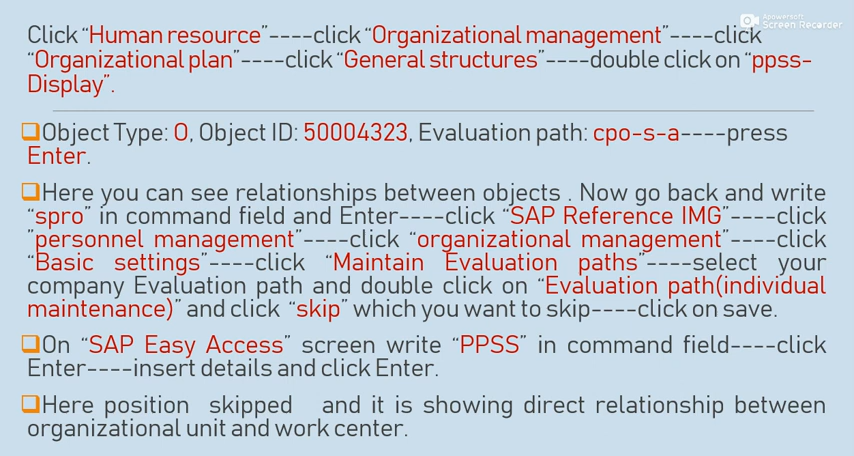 Apowersoft
Screen Recorder
Click “Human resource”----click “Organizational management”----click
“Organizational plan”----click “General structures”----double click on “ppss-
Display”.
Object Type: O, Object ID: 50004323, Evaluation path: cpo-s-a----press
Enter.
Here you can see relationships between objects . Now go back and write
“spro” in command field and Enter----click “SAP Reference IMG”----click
”personnel management”----click “organizational management”----click
“Basic settings”----click “Maintain Evaluation paths”----select your
company Evaluation path and double click on “Evaluation path(individual
maintenance)” and click “skip” which you want to skip----click on save.
On “SAP Easy Access” screen write “PPSS” in command field----click
Enter----insert details and click Enter.
Here position skipped and it is showing direct relationship between
organizational unit and work center.